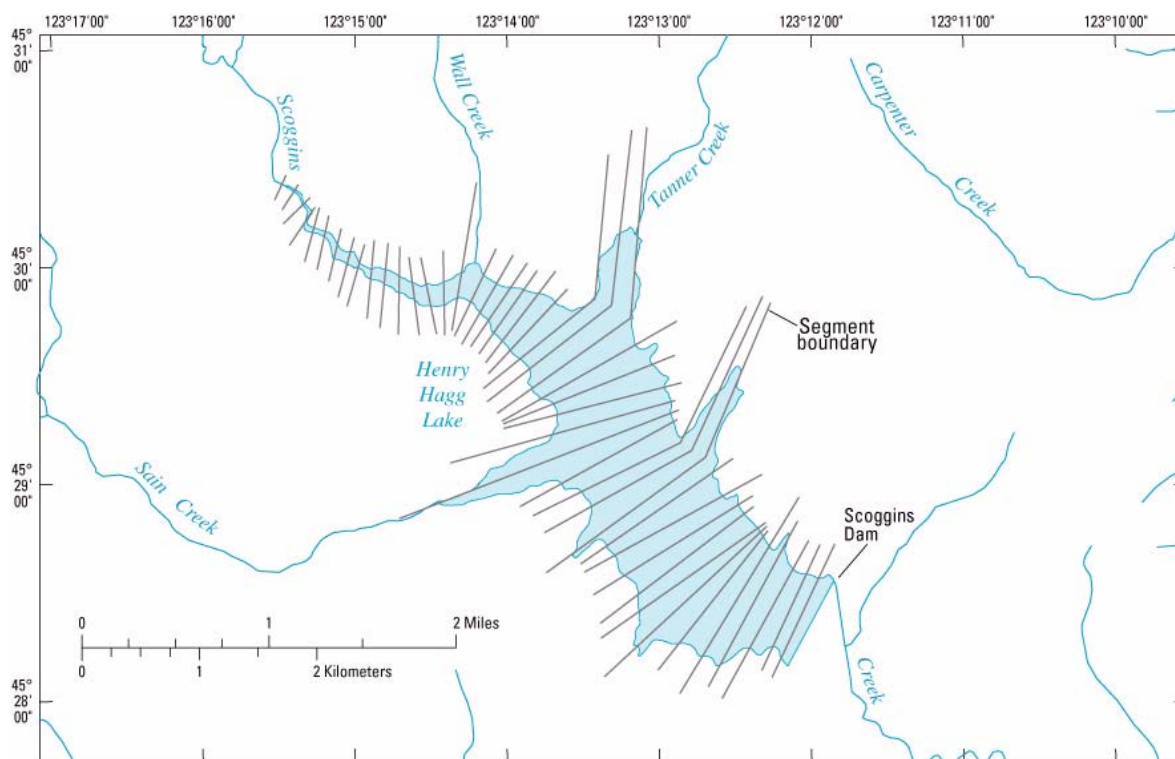 123°17'00" 123°16'00" 123°15'00" 123°14'00" 123°13'00" 123°12'00" 123°11'00" 123°10'00"
45°
31'
00"
Scoggins
Wall Creek
Tanner Creek
Carpenter
Creek
45°
30'
00"
Segment
boundary
Henry
Hagg
Lake
45°
29'
00"
Sain Creek
Scoggins
Dam
0 1 2 Miles
0 1 2 Kilometers
Creek
45°
28'
00"